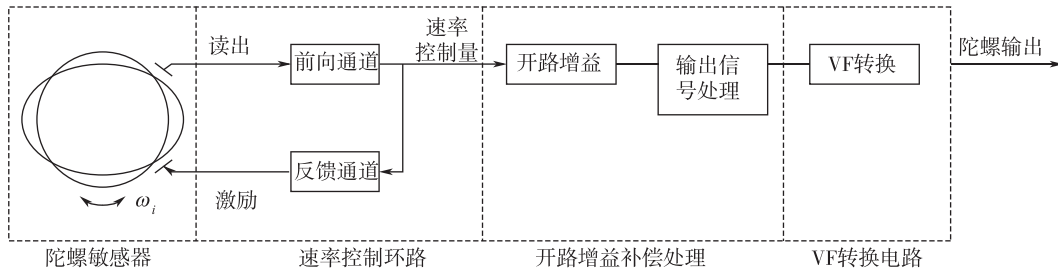 读出
前向通道
速率
控制量
开路增益
输出信
号处理
VF转换
陀螺输出
反馈通道
激励
ωi
陀螺敏感器
速率控制环路
开路增益补偿处理
VF转换电路